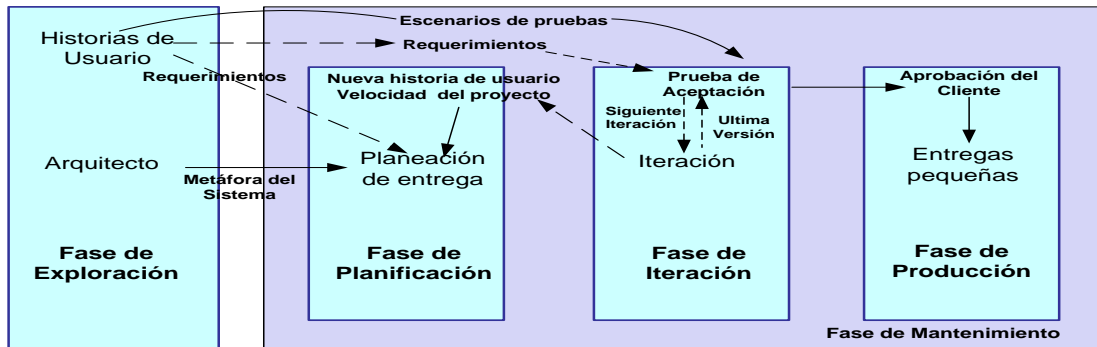 Escenarios de pruebas
Historias de
Usuario
Requerimientos
Requerimientos
Nueva historia de usuario
Velocidad del proyecto
Prueba de
Aceptación
Aprobación del
Cliente
Siguiente
Iteración
Ultima
Versión
Arquitecto
Metáfora del
Sistema
Planeación
de entrega
Iteración
Entregas
pequeñas
Fase de
Exploración
Fase de
Planificación
Fase de
Iteración
Fase de
Producción
Fase de Mantenimiento